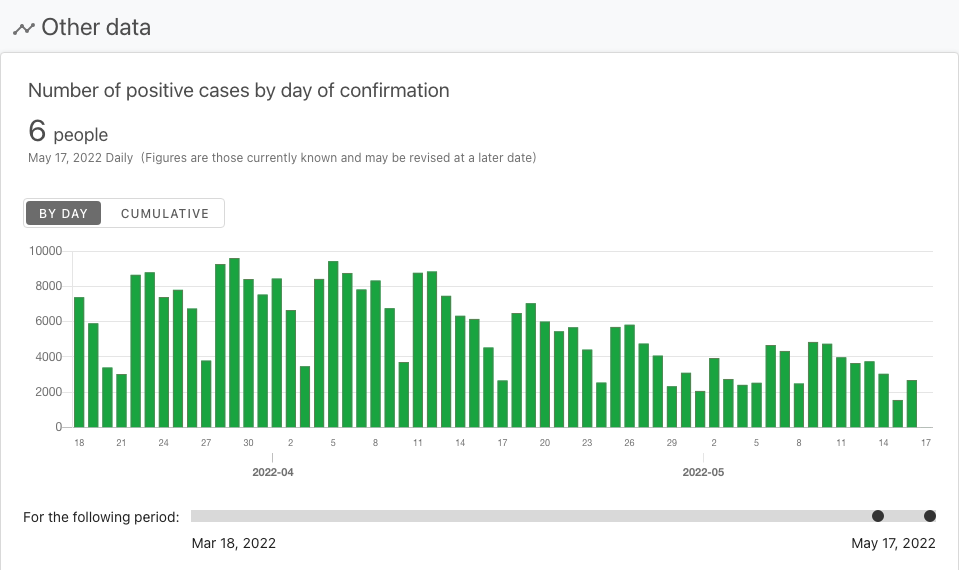 Other data
Number of positive cases by day of confirmation
6 people
May 17, 2022 Daily (Figures are those currently known and may be revised at a later date)
BY DAY CUMULATIVE
10000
8000
6000
4000
2000
0
18 21 24 27 30 2 5 8 11 14 17 20 23 26 29 2 5 8 11 14 17
2022-04 2022-05
For the following period:
Mar 18, 2022 May 17, 2022